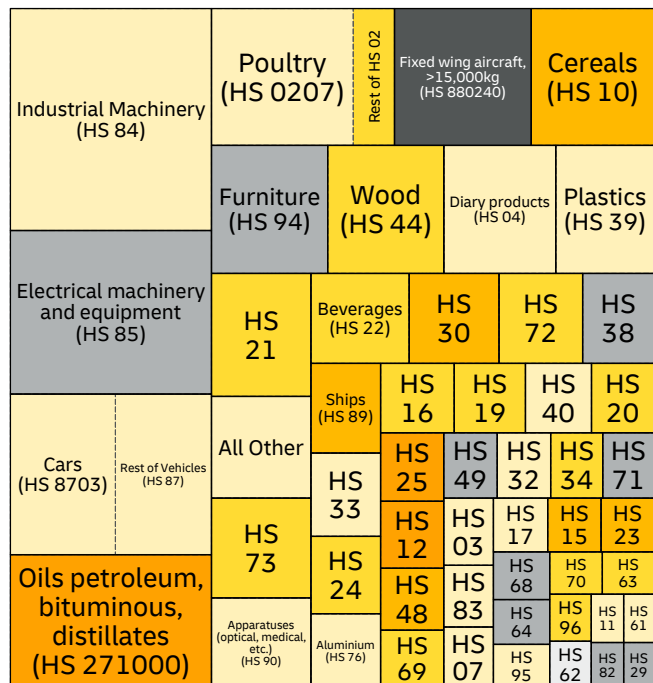 Industrial Machinery
(HS 84)
Poultry
(HS 0207)
Rest of HS 02
Fixed wing aircraft,
>15,000kg
(HS 880240)
Cereals
(HS 10)
Furniture
(HS 94)
Wood
(HS 44)
Diary products
(HS 04)
Plastics
(HS 39)
Electrical machinery
and equipment
(HS 85)
HS
21
Beverages
(HS 22)
HS
30
HS
72
HS
38
Ships
(HS 89)
HS
16
HS
19
HS
40
HS
20
Cars
(HS 8703)
Rest of Vehicles
(HS 87)
All Other
HS
33
HS
25
HS
49
HS
32
HS
34
HS
71
HS
73
HS
12
HS
03
HS
17
HS
15
HS
23
HS
24
HS
48
HS
83
HS
68
HS
70
HS
63
Oils petroleum,
bituminous,
distillates
(HS 271000)
Apparatuses
(optical, medical,
etc.)
(HS 90)
Aluminium
(HS 76)
HS
69
HS
07
HS
64
HS
96
HS
11
HS
61
HS
95
HS
62
HS
82
HS
29